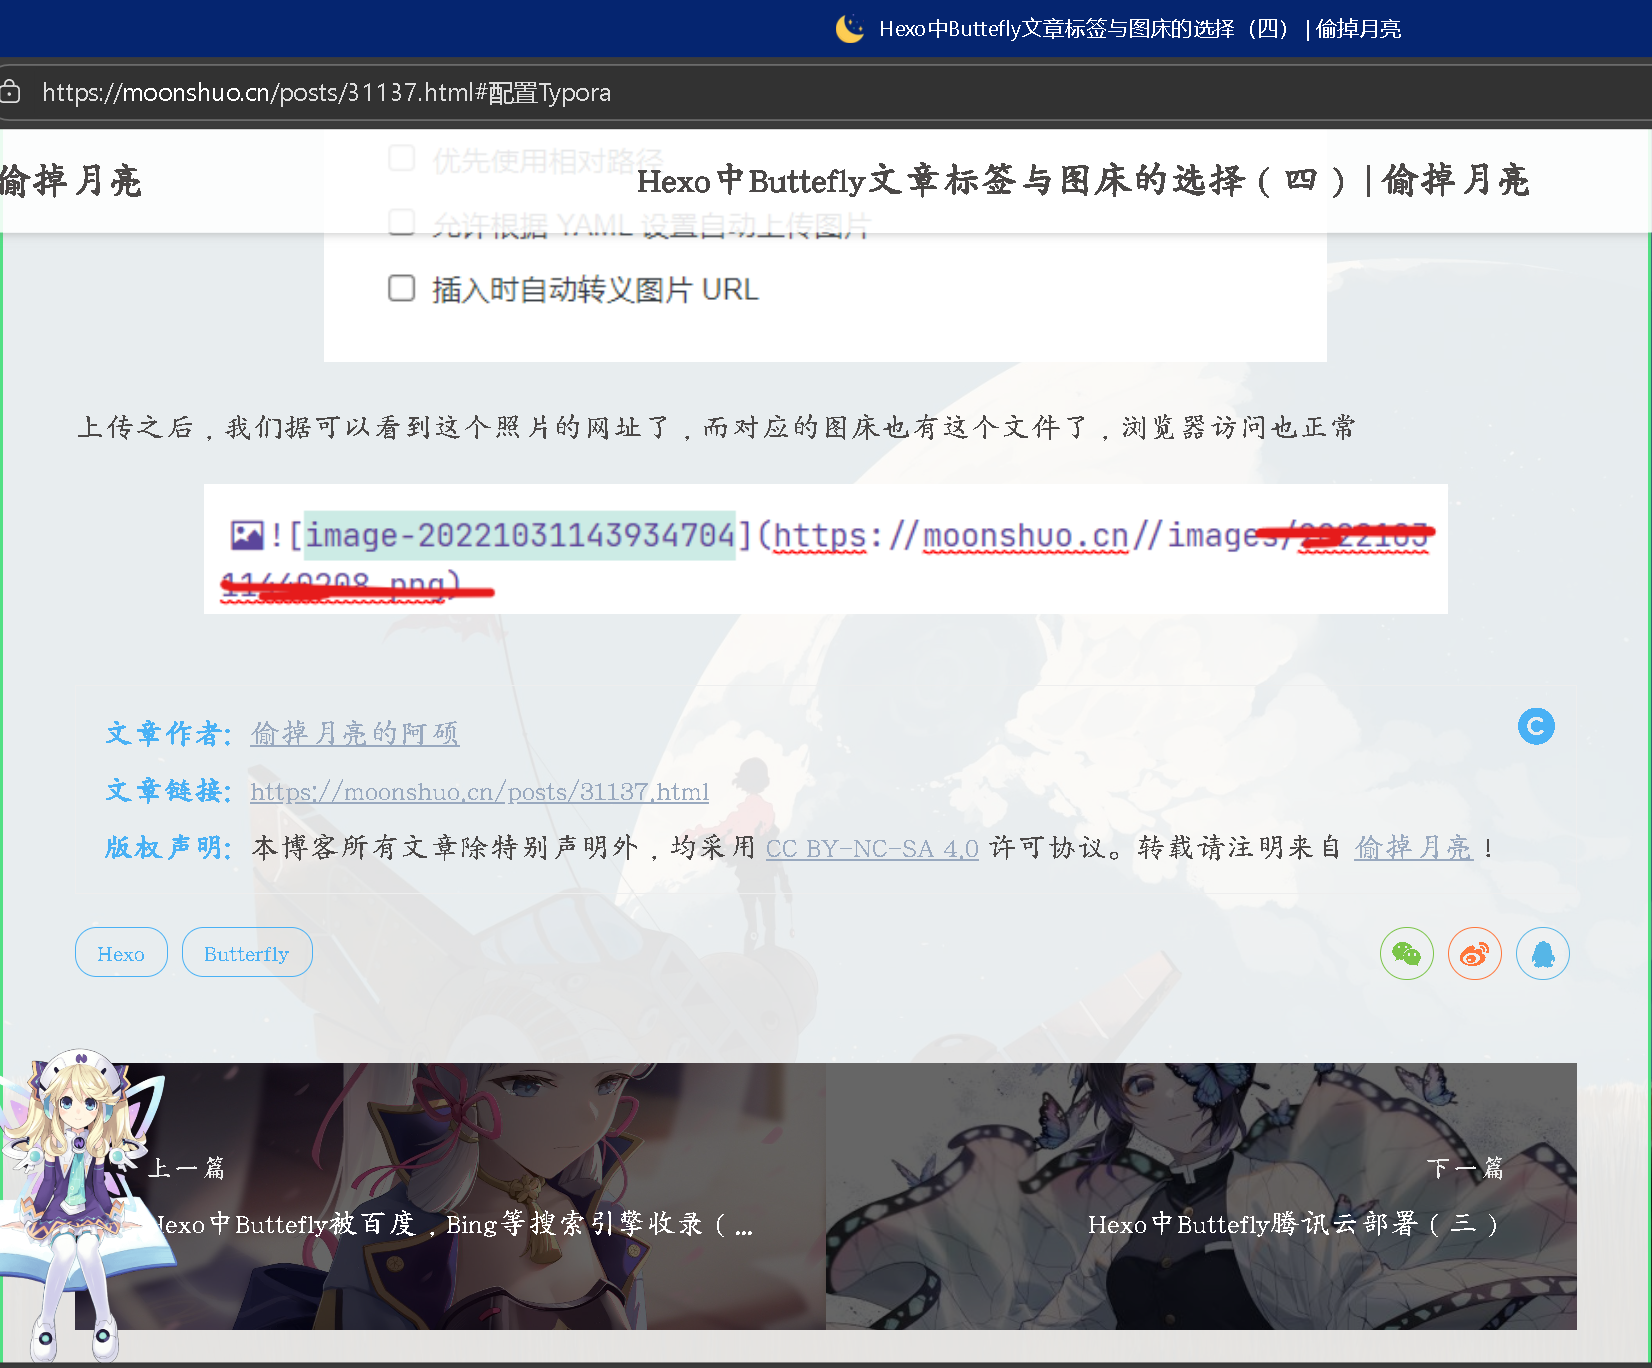 Hexo中Buttefly文章标签与图床的选择（四） | 偷掉月亮
https://moonshuo.cn/posts/31137.html#配置Typora
优先使用相对路径
偷掉月亮
Hexo中Buttefly文章标签与图床的选择（四）| 偷掉月亮
允许根据 YAML 设置自动上传图片
插入时自动转义图片 URL
上传之后，我们据可以看到这个照片的网址了，而对应的图床也有这个文件了，浏览器访问也正常
![image-20221031143934704](https://moonshuo.cn//images/
文章作者: 偷掉月亮的阿硕
文章链接: https://moonshuo.cn/posts/31137.html
版权声明: 本博客所有文章除特别声明外，均采用 CC BY-NC-SA 4.0 许可协议。转载请注明来自 偷掉月亮！
Hexo
Butterfly
上一篇
Hexo中Buttefly被百度，Bing等搜索引擎收录（...
下一篇
Hexo中Buttefly腾讯云部署（三）